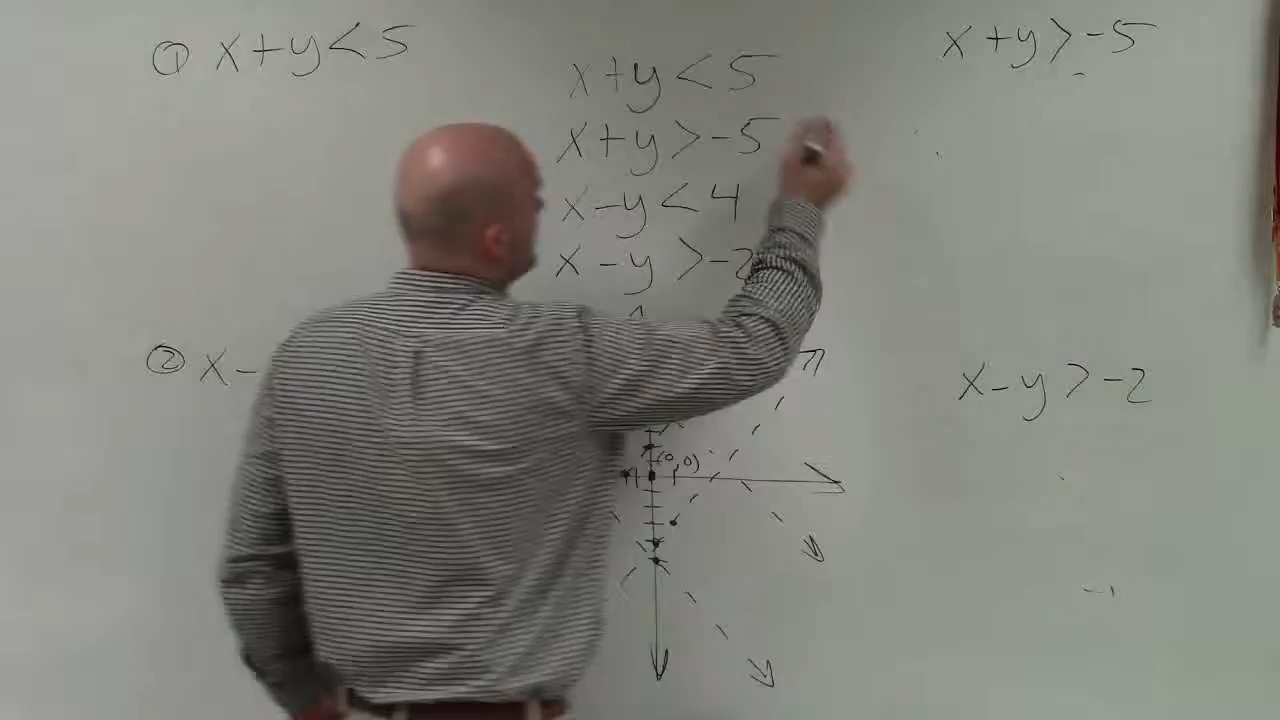 ① x+y<5
x+y>-5
x+y<5
x+y>-5
x-y<4
x-y>-2
② x-
x-y>-2
(0,0)